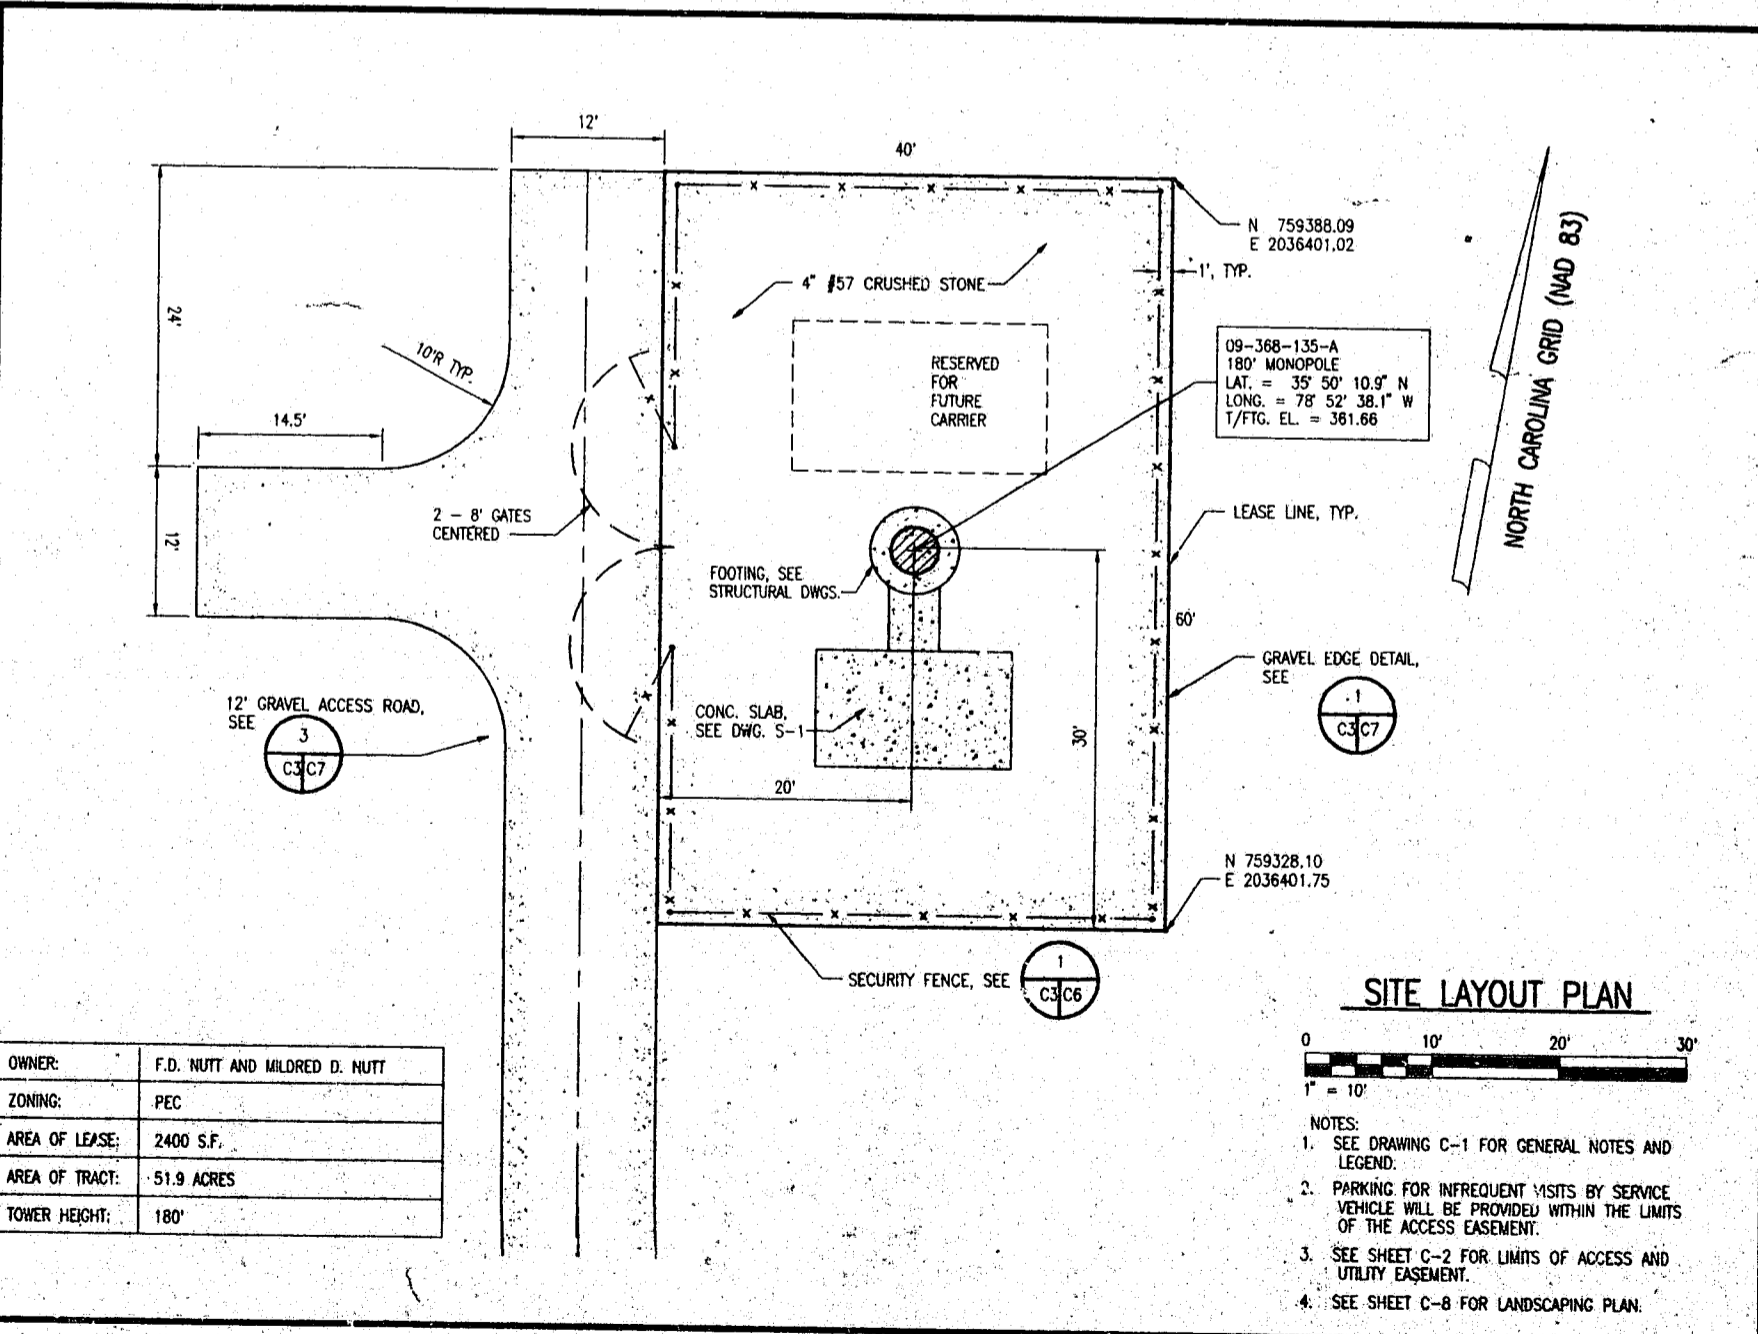 12'
40'
N 759388.09
E 2036401.02
1', TYP.
4" #57 CRUSHED STONE
24'
10'R TYP.
14.5'
12'
RESERVED
FOR
FUTURE
CARRIER
09-368-135-A
180' MONOPOLE
LAT. = 35° 50' 10.9" N
LONG. = 78° 52' 38.1" W
T/FTG. EL. = 361.66
NORTH CAROLINA GRID (NAD 83)
2 - 8' GATES
CENTERED
LEASE LINE, TYP.
FOOTING, SEE
STRUCTURAL DWGS.
60'
GRAVEL EDGE DETAIL,
SEE
1
C3 C7
12' GRAVEL ACCESS ROAD,
SEE
3
C3 C7
CONC. SLAB,
SEE DWG. S-1
30'
20'
N 759328.10
E 2036401.75
SECURITY FENCE, SEE
1
C3 C6
SITE LAYOUT PLAN
0 10' 20' 30'
1" = 10'
OWNER: F.D. NUTT AND MILDRED D. NUTT
ZONING: PEC
AREA OF LEASE: 2400 S.F.
AREA OF TRACT: 51.9 ACRES
TOWER HEIGHT: 180'
NOTES:
1. SEE DRAWING C-1 FOR GENERAL NOTES AND
LEGEND.
2. PARKING FOR INFREQUENT VISITS BY SERVICE
VEHICLE WILL BE PROVIDED WITHIN THE LIMITS
OF THE ACCESS EASEMENT.
3. SEE SHEET C-2 FOR LIMITS OF ACCESS AND
UTILITY EASEMENT.
4. SEE SHEET C-8 FOR LANDSCAPING PLAN.